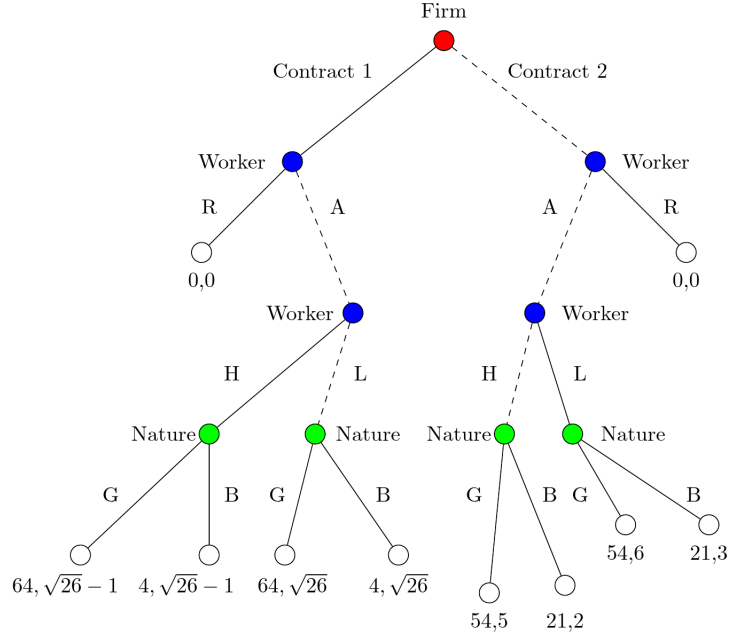 Firm
Contract 1 Contract 2
Worker Worker
R A A R
0,0 0,0
Worker Worker
H L H L
Nature Nature Nature Nature
G B G B G B G B
54,6 21,3
64, √26 − 1 4, √26 − 1 64, √26 4, √26
54,5 21,2